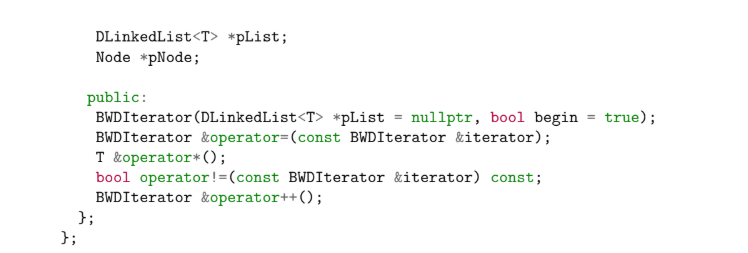 DLinkedList<T> *pList;
Node *pNode;
public:
BWDIterator(DLinkedList<T> *pList = nullptr, bool begin = true);
BWDIterator &operator=(const BWDIterator &iterator);
T &operator*();
bool operator!=(const BWDIterator &iterator) const;
BWDIterator &operator++();
};
};